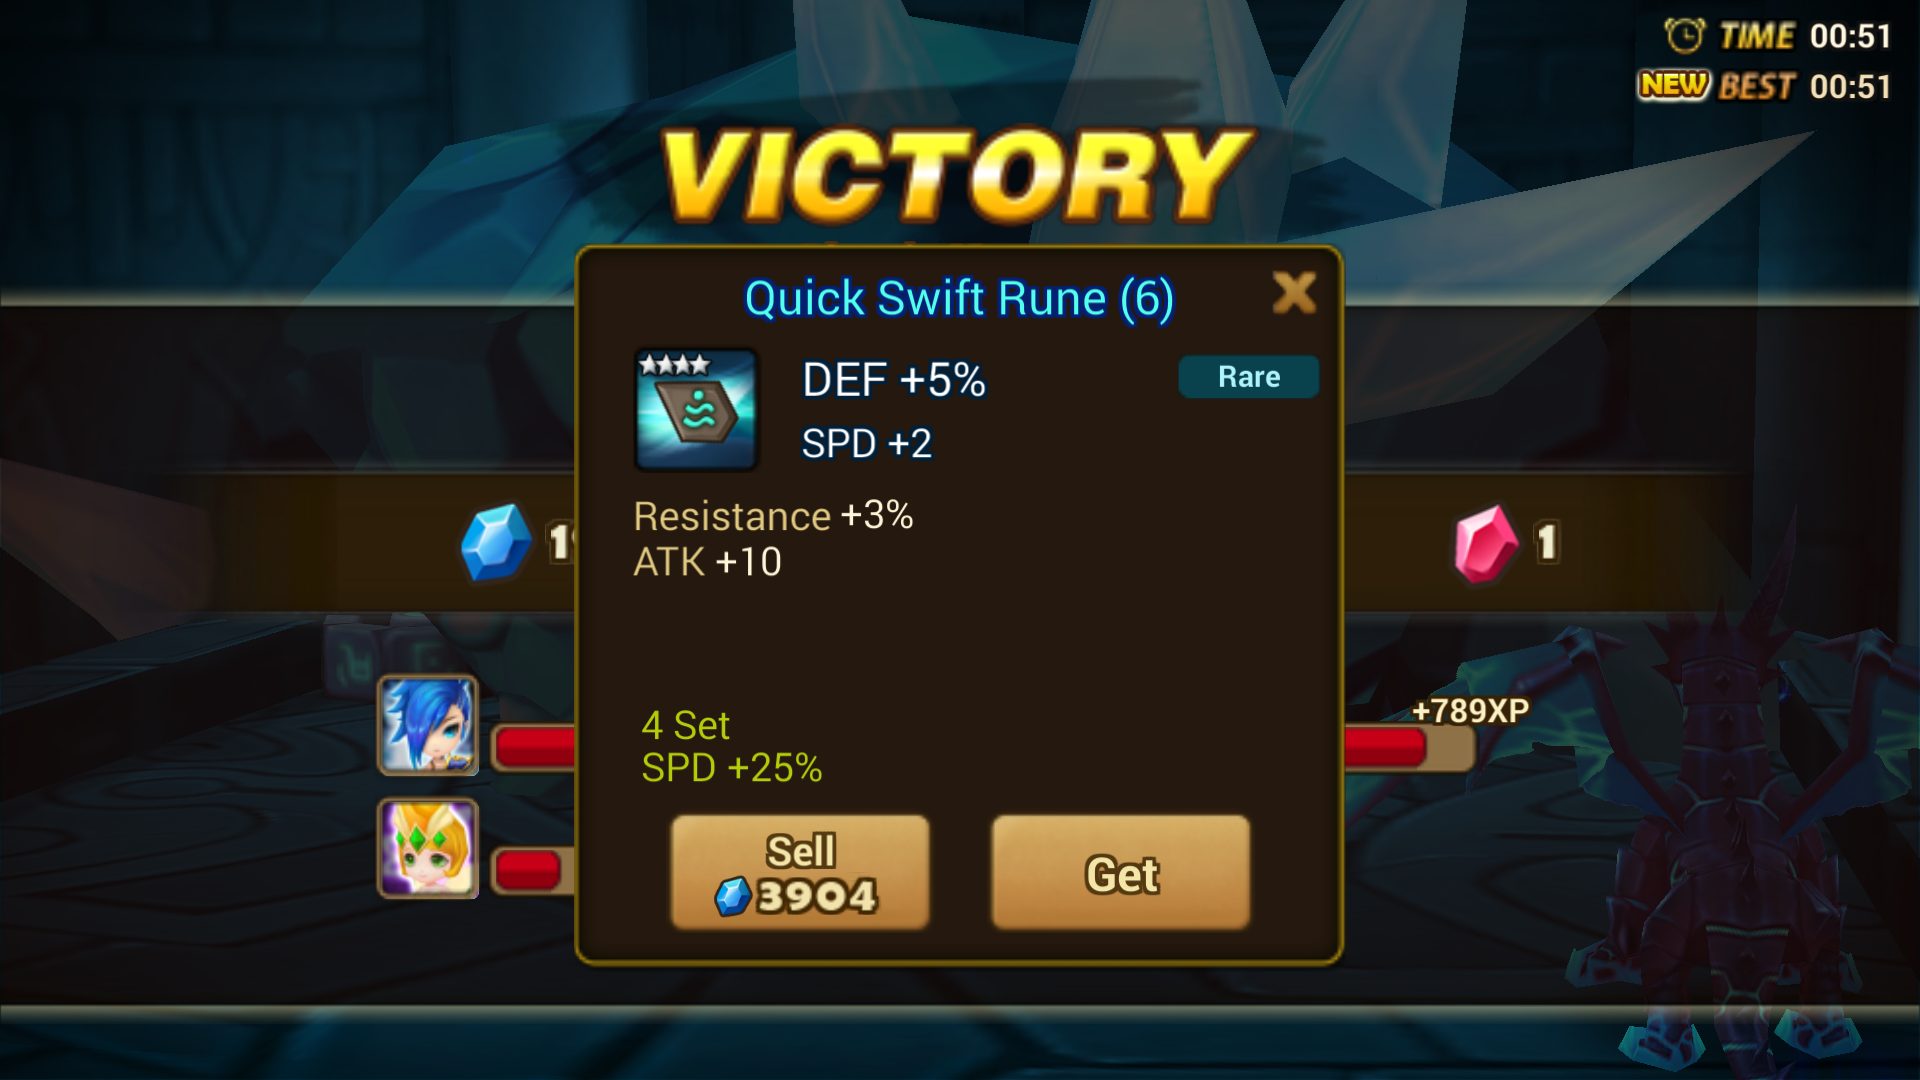 TIME 00:51
NEW BEST 00:51
VICTORY
Quick Swift Rune (6)
DEF +5%
Rare
SPD +2
Resistance +3%
ATK +10
1
+789XP
4 Set
SPD +25%
Sell
3904
Get